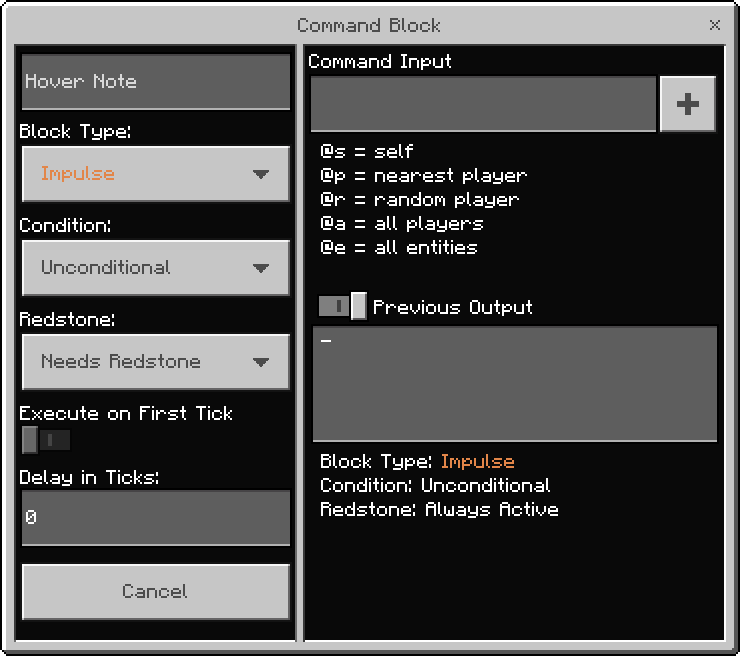 Command Block
Hover Note
Block Type:
Impulse
Condition:
Unconditional
Redstone:
Needs Redstone
Execute on First Tick
Delay in Ticks:
0
Cancel
Command Input
@s = self
@p = nearest player
@r = random player
@a = all players
@e = all entities
Previous Output
-
Block Type: Impulse
Condition: Unconditional
Redstone: Always Active